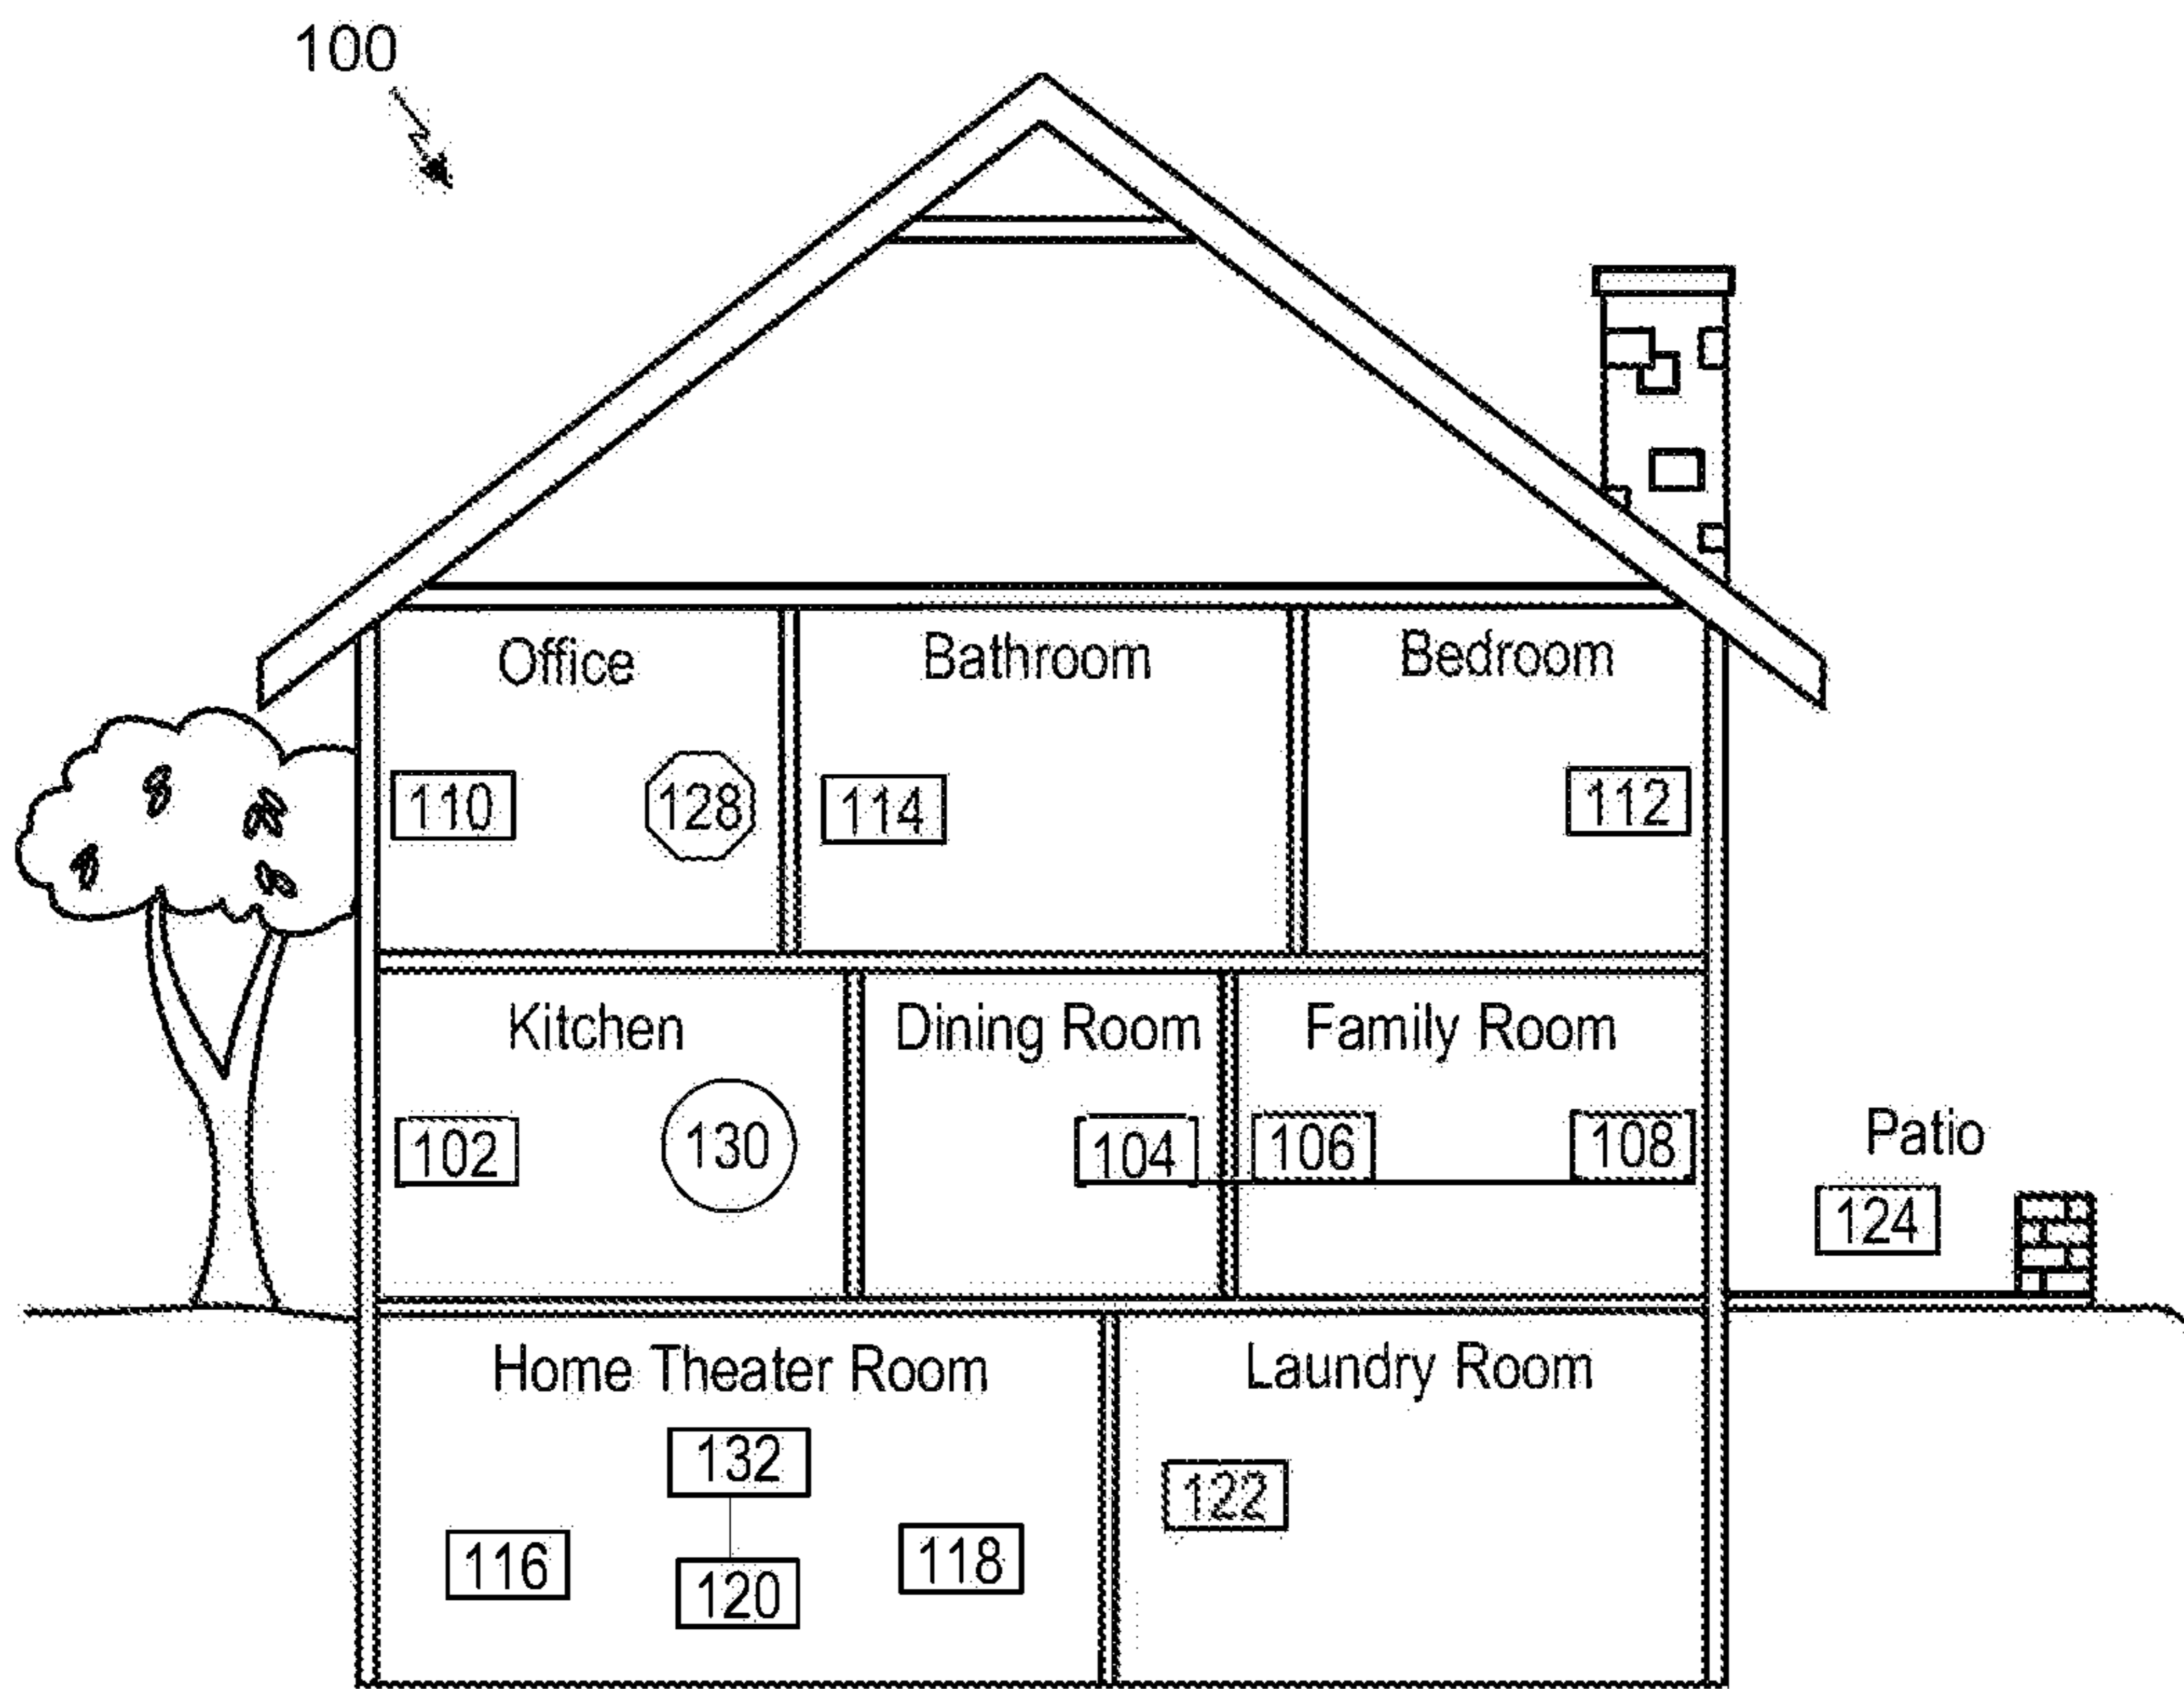 100
Office
Bathroom
Bedroom
110
128
114
112
Kitchen
Dining Room
Family Room
102
130
104
106
108
Patio
124
Home Theater Room
Laundry Room
132
122
116
120
118